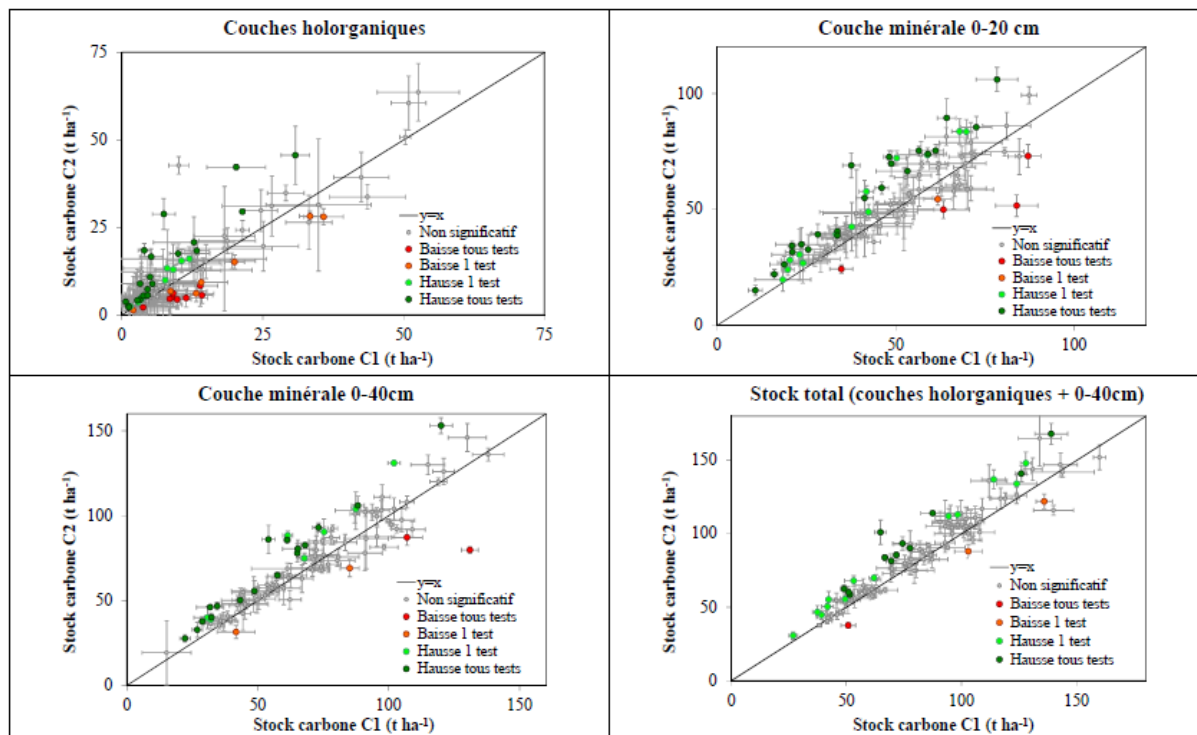 Couches holorganiques
75
50
25
0
Stock carbone C2 (t ha⁻¹)
y=x
Non significatif
Baisse tous tests
Baisse 1 test
Hausse 1 test
Hausse tous tests
0 25 50 75
Stock carbone C1 (t ha⁻¹)
Couche minérale 0-20 cm
100
50
0
Stock carbone C2 (t ha⁻¹)
y=x
Non significatif
Baisse tous tests
Baisse 1 test
Hausse 1 test
Hausse tous tests
0 50 100
Stock carbone C1 (t ha⁻¹)
Couche minérale 0-40cm
150
100
50
0
Stock carbone C2 (t ha⁻¹)
y=x
Non significatif
Baisse tous tests
Baisse 1 test
Hausse 1 test
Hausse tous tests
0 50 100 150
Stock carbone C1 (t ha⁻¹)
Stock total (couches holorganiques + 0-40cm)
150
100
50
0
Stock carbone C2 (t ha⁻¹)
y=x
Non significatif
Baisse tous tests
Baisse 1 test
Hausse 1 test
Hausse tous tests
0 50 100 150
Stock carbone C1 (t ha⁻¹)